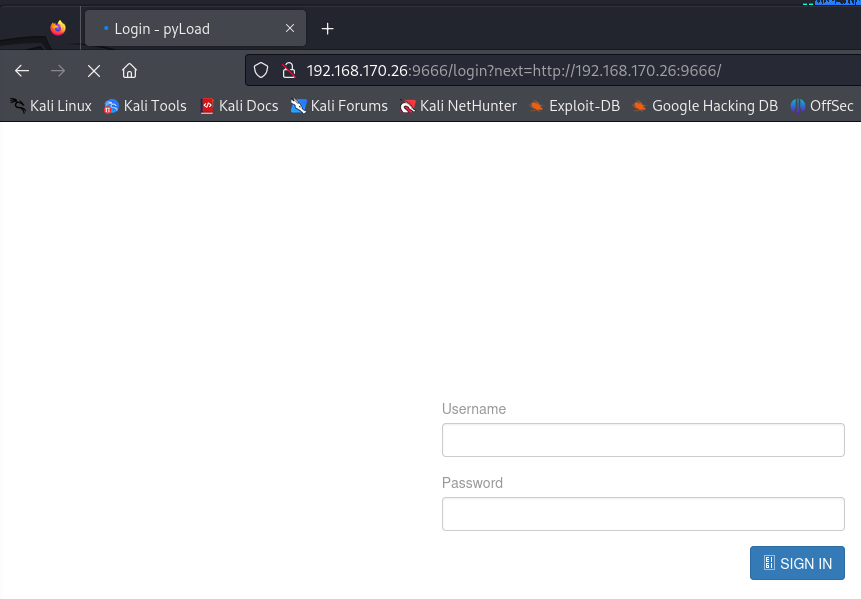 Login - pyLoad
192.168.170.26:9666/login?next=http://192.168.170.26:9666/
Kali Linux Kali Tools Kali Docs Kali Forums Kali NetHunter Exploit-DB Google Hacking DB OffSec
Username
Password
SIGN IN